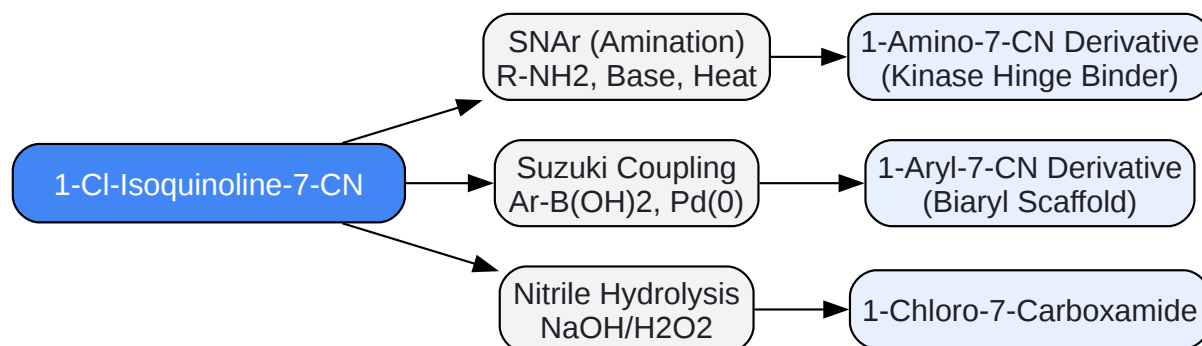 SNAr (Amination)
R-NH2, Base, Heat
1-Amino-7-CN Derivative
(Kinase Hinge Binder)
1-Cl-Isoquinoline-7-CN
Suzuki Coupling
Ar-B(OH)2, Pd(0)
1-Aryl-7-CN Derivative
(Biaryl Scaffold)
Nitrile Hydrolysis
NaOH/H2O2
1-Chloro-7-Carboxamide